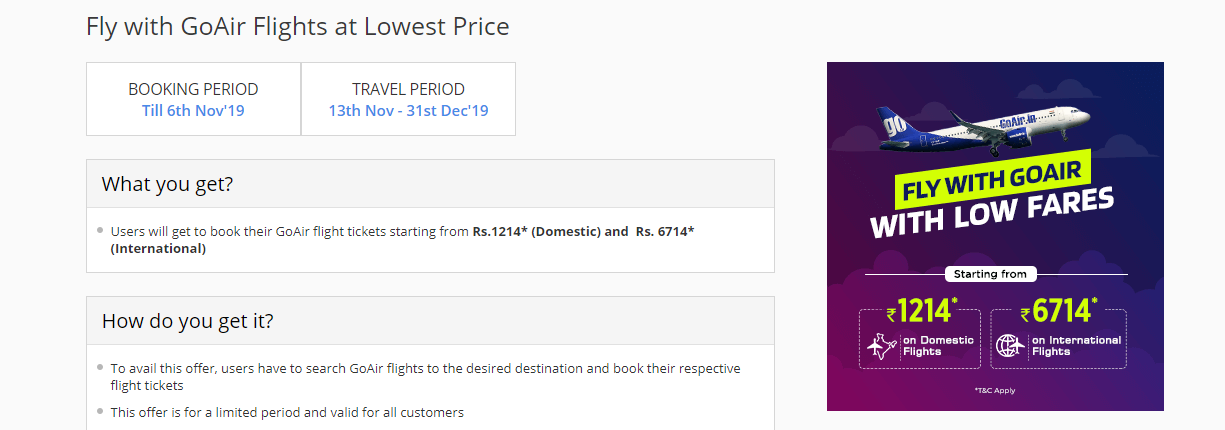 Fly with GoAir Flights at Lowest Price
BOOKING PERIOD
Till 6th Nov'19
TRAVEL PERIOD
13th Nov - 31st Dec'19
What you get?
Users will get to book their GoAir flight tickets starting from Rs.1214* (Domestic) and Rs. 6714*
(International)
How do you get it?
To avail this offer, users have to search GoAir flights to the desired destination and book their respective
flight tickets
This offer is for a limited period and valid for all customers
go
GoAir.in
FLY WITH GOAIR
WITH LOW FARES
Starting from
₹1214*
on Domestic
Flights
₹6714*
on International
Flights
*T&C Apply